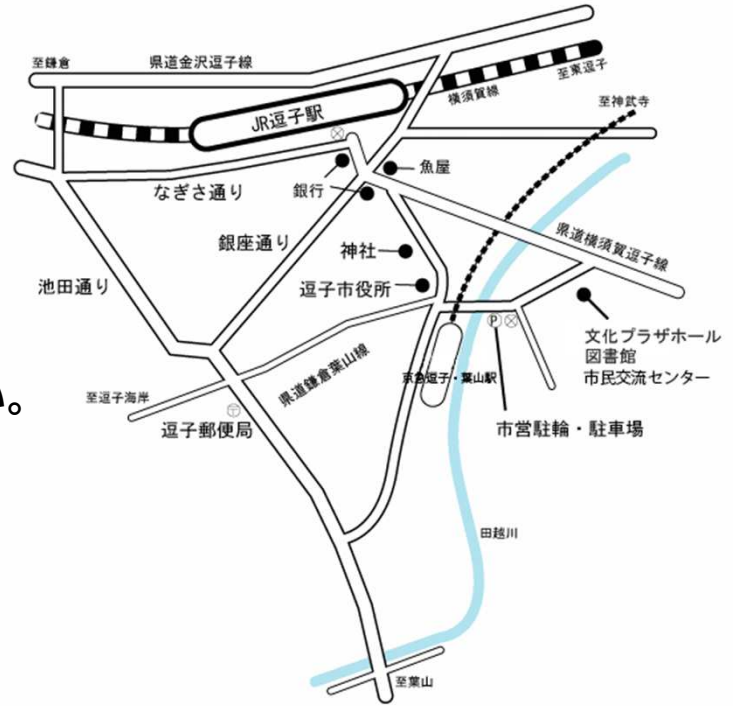 至鎌倉
県道金沢逗子線
JR逗子駅
横須賀線
至東逗子
至神武寺
魚屋
銀行
なぎさ通り
銀座通り
池田通り
神社
逗子市役所
県道横須賀逗子線
文化プラザホール
図書館
市民交流センター
P
京急逗子・葉山駅
市営駐輪・駐車場
県道鎌倉葉山線
至逗子海岸
い。
〒
逗子郵便局
田越川
至葉山